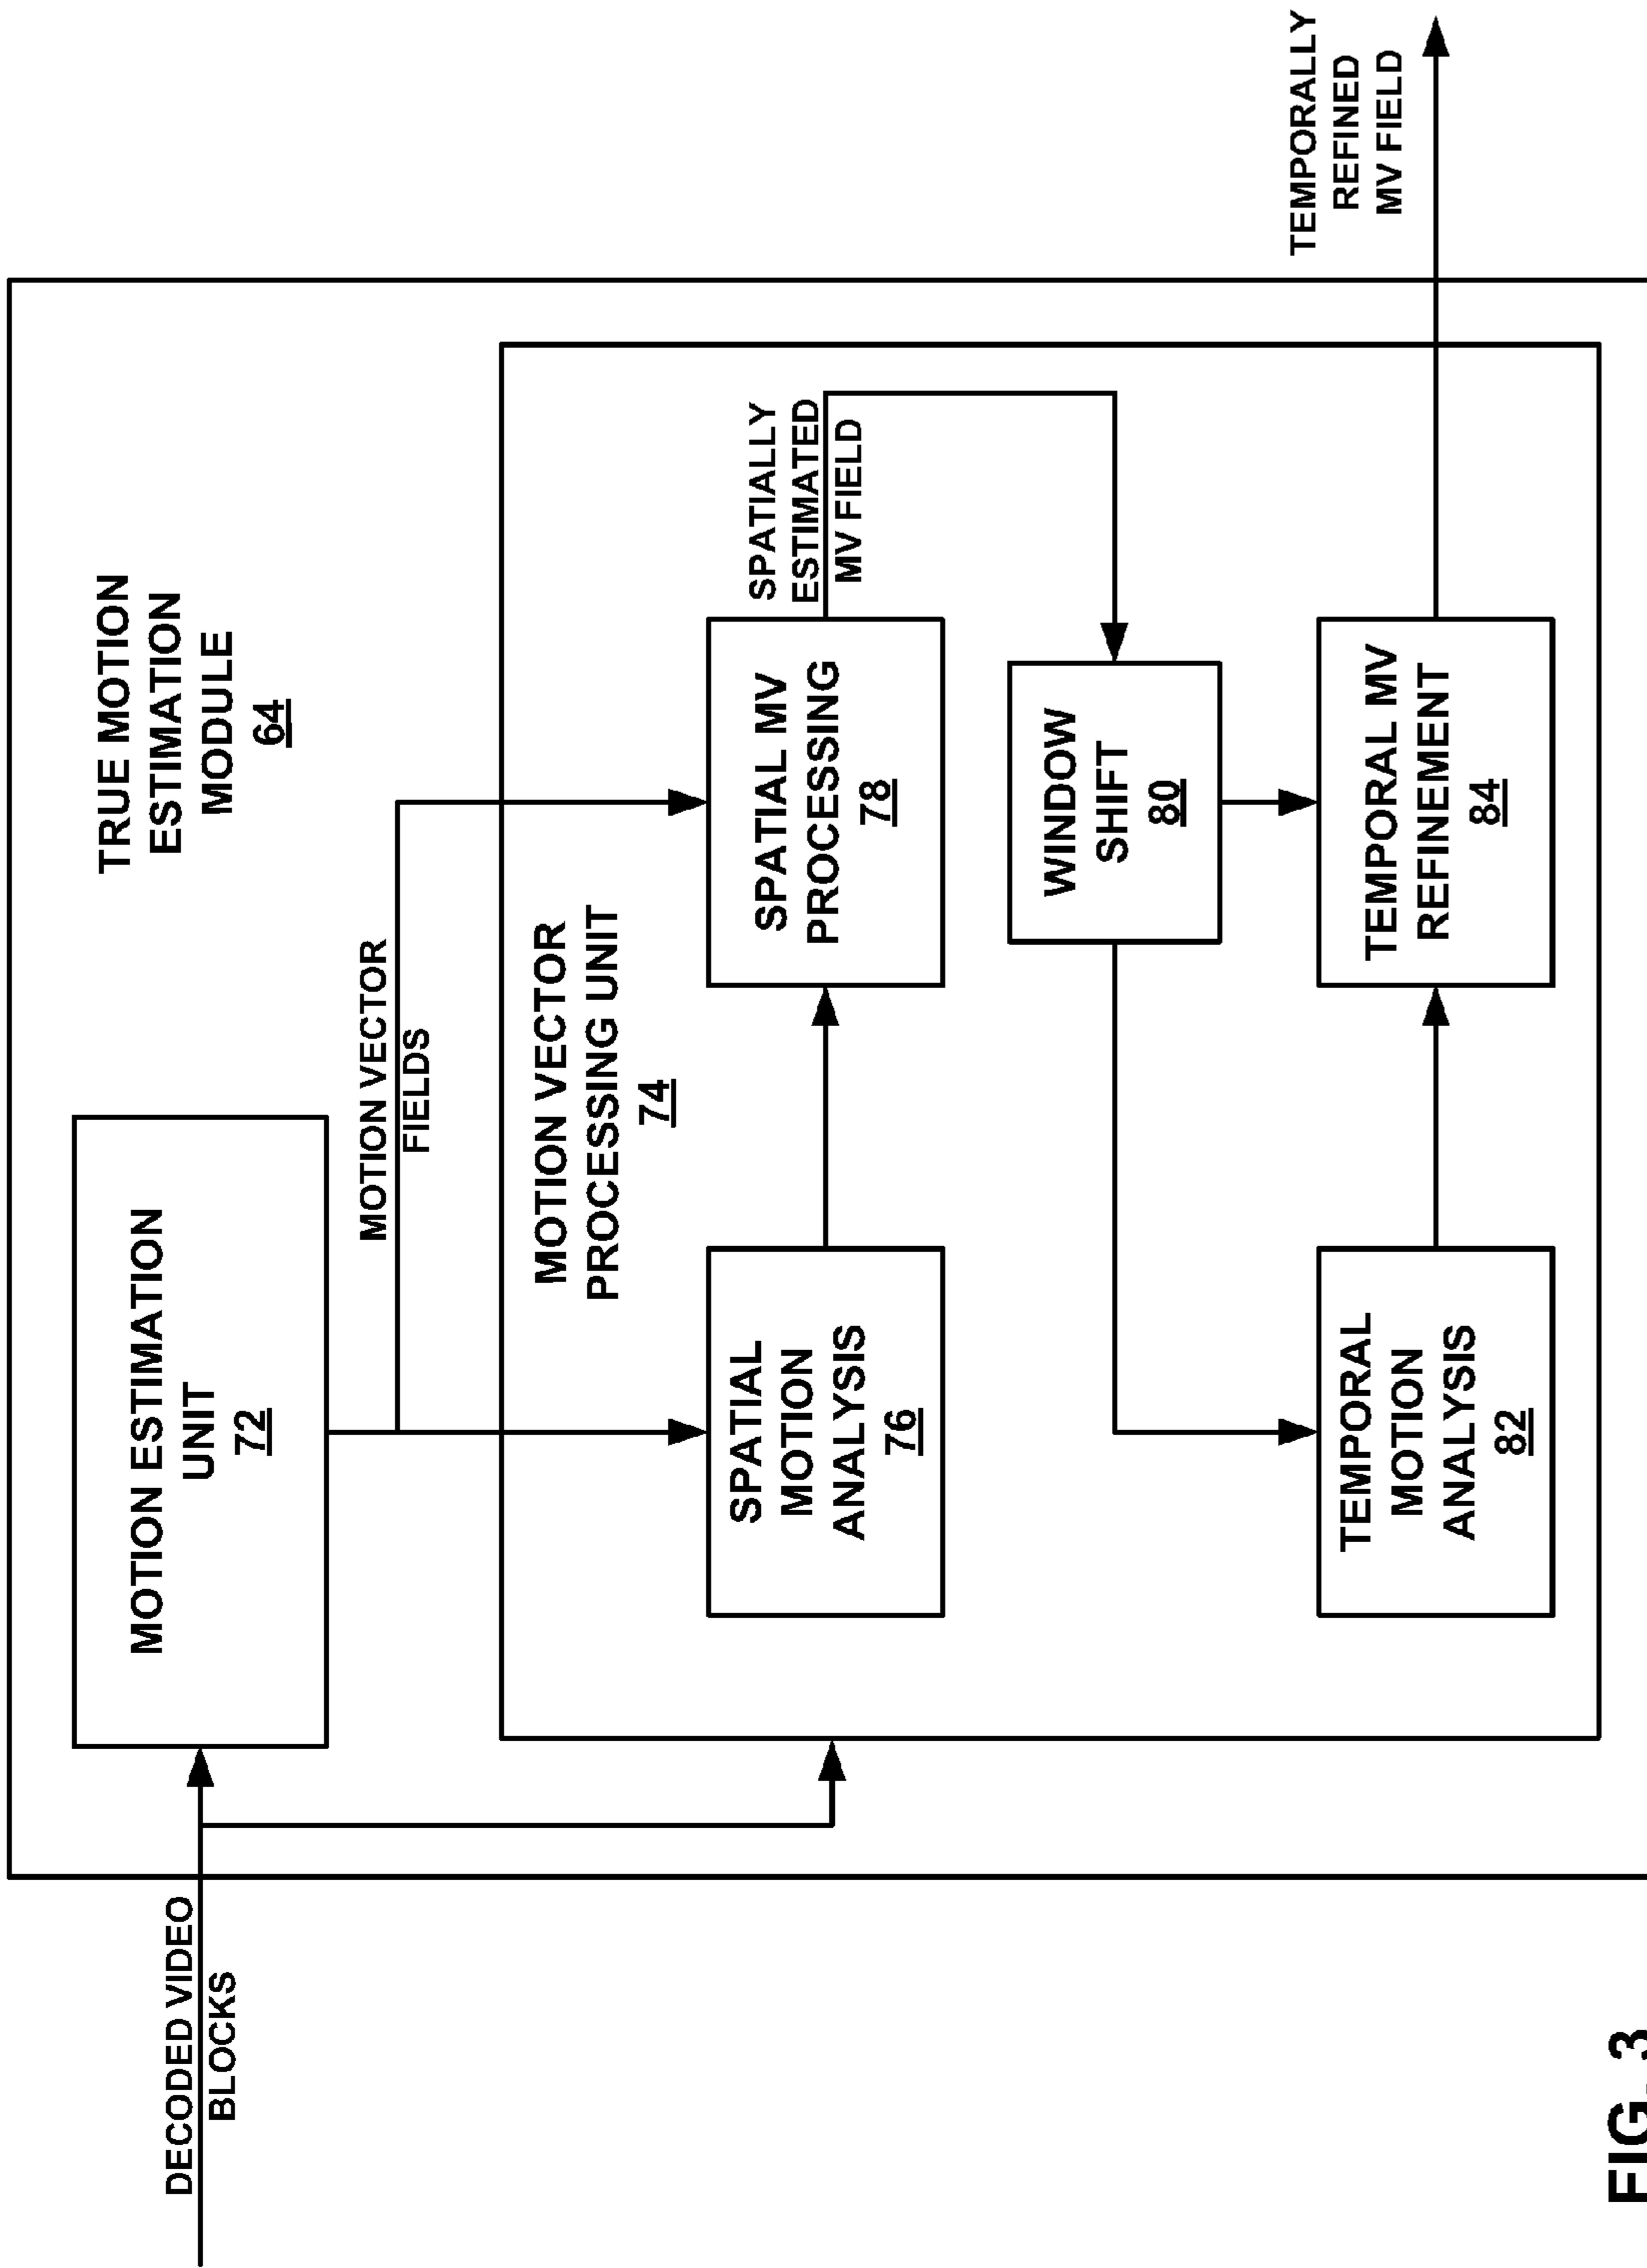 TRUE MOTION
ESTIMATION
MODULE
64
DECODED VIDEO
BLOCKS
MOTION ESTIMATION
UNIT
72
MOTION VECTOR
FIELDS
MOTION VECTOR
PROCESSING UNIT
74
SPATIAL
MOTION
ANALYSIS
76
SPATIAL MV
PROCESSING
78
SPATIALLY
ESTIMATED
MV FIELD
WINDOW
SHIFT
80
TEMPORAL
MOTION
ANALYSIS
82
TEMPORAL MV
REFINEMENT
84
TEMPORALLY
REFINED
MV FIELD
FIG. 3